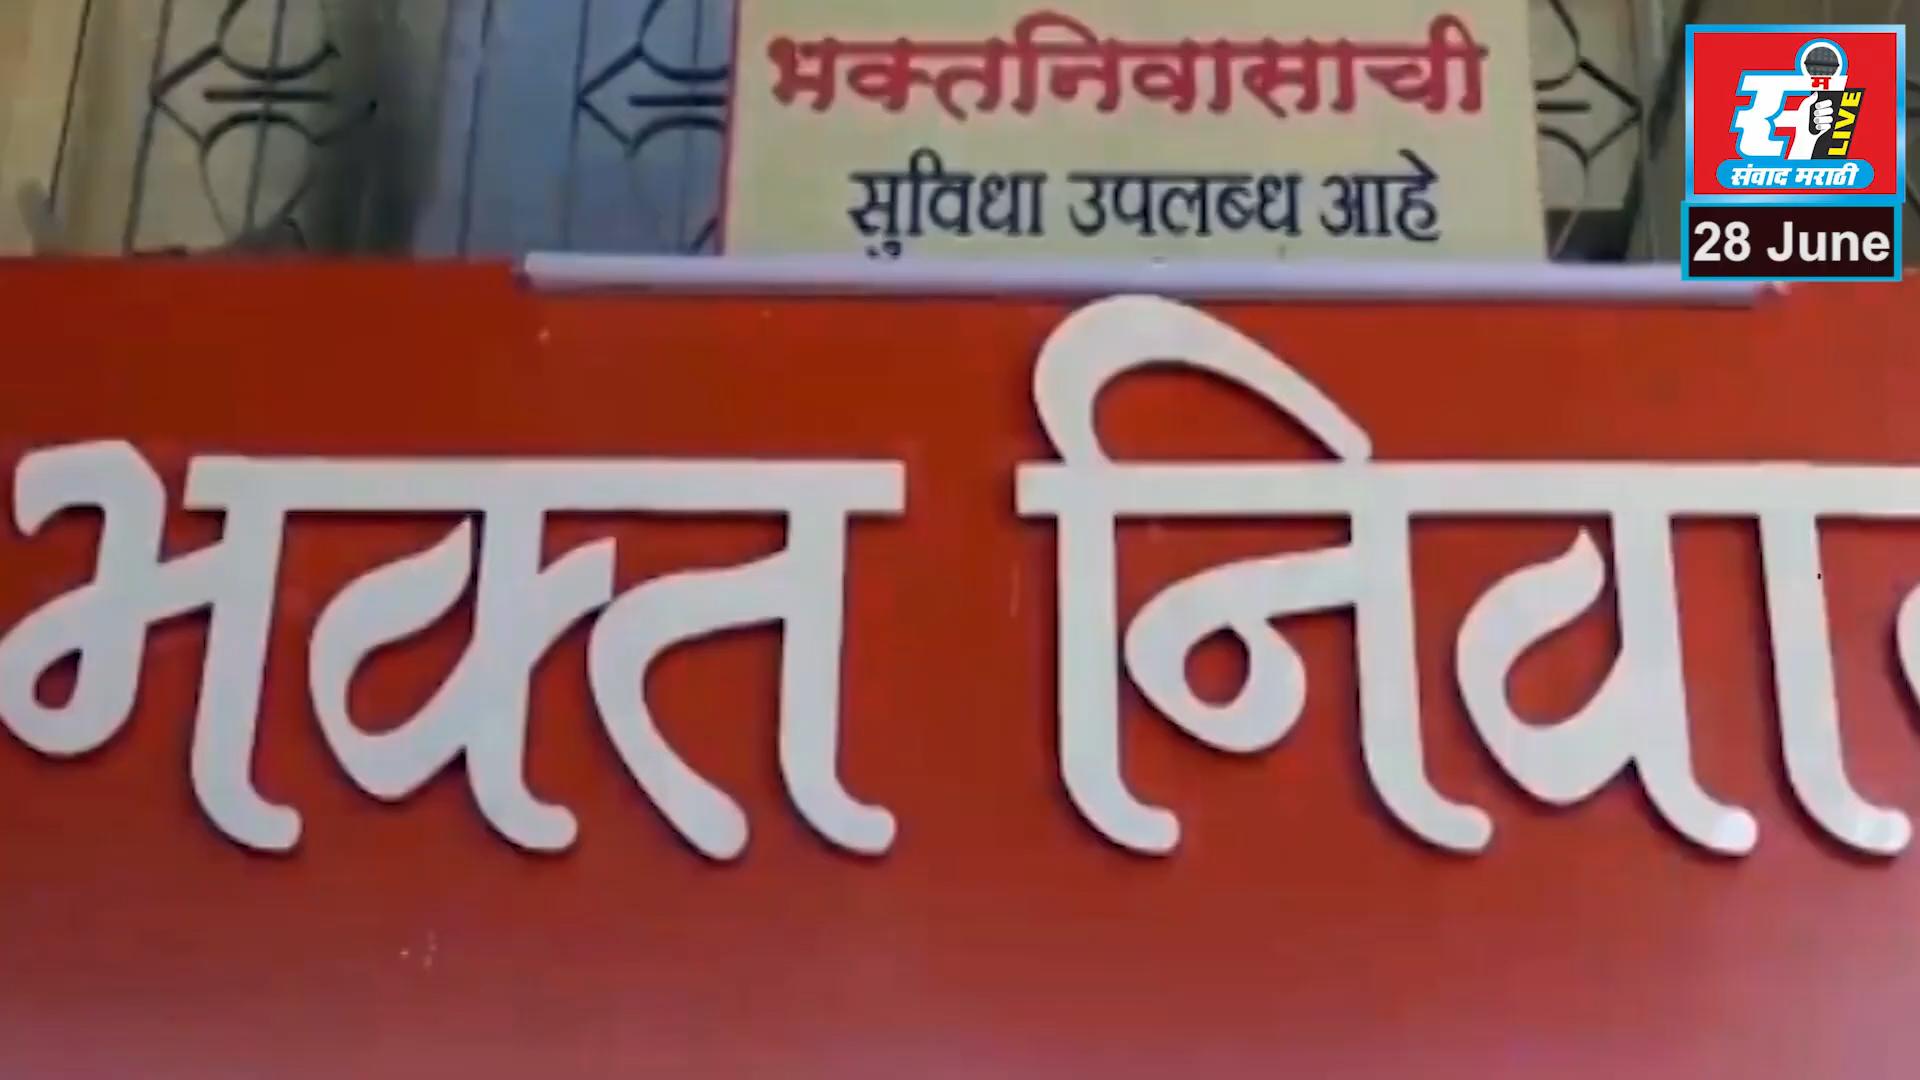 भक्तनिवासाची
सुविधा उपलब्ध आहे
भक्त
म
LIVE
संवाद मराठी
28 June